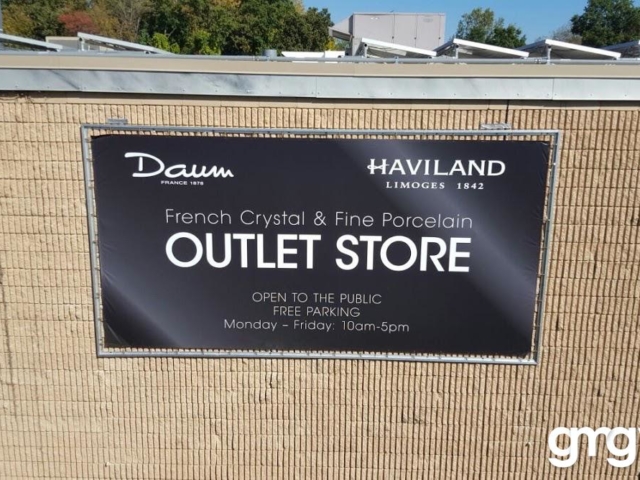 Daum
FRANCE 1878
HAVILAND
LIMOGES 1842
French Crystal & Fine Porcelain
OUTLET STORE
OPEN TO THE PUBLIC
FREE PARKING
Monday – Friday: 10am-5pm
gmg